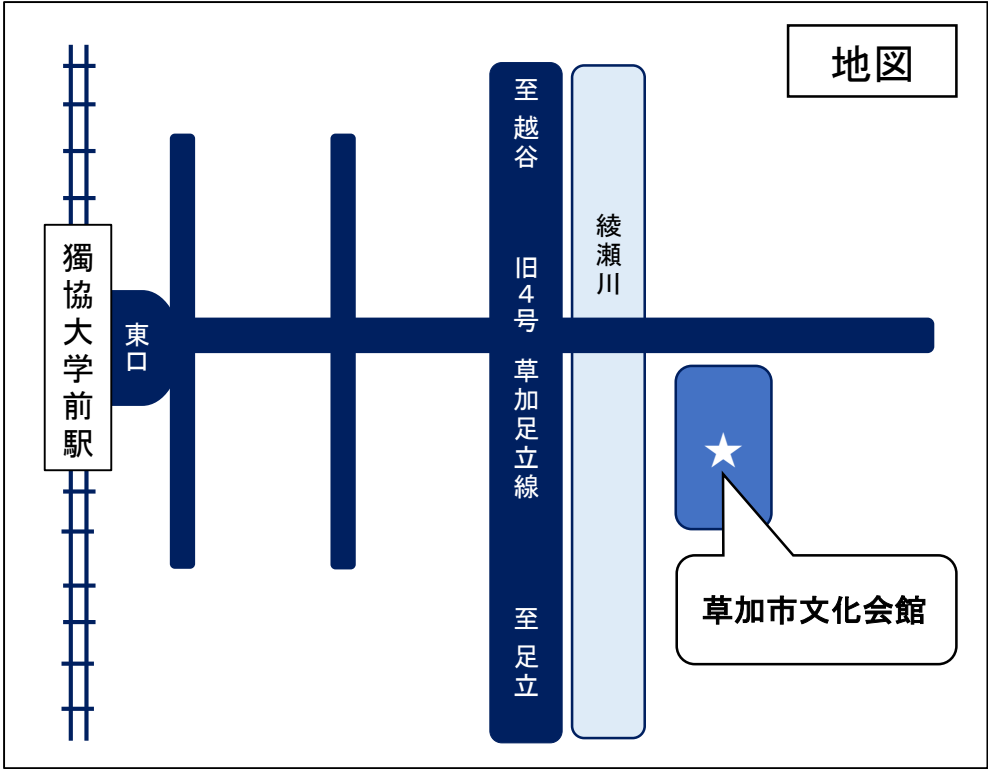 地図
獨協大学前駅
東口
至越谷
旧4号 草加足立線
至足立
綾瀬川
草加市文化会館